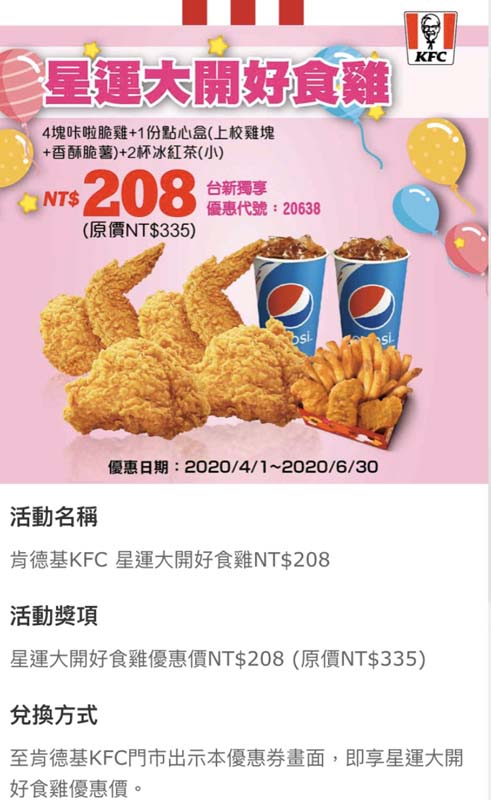 KFC
星運大開好食雞
4塊咔啦脆雞+1份點心盒(上校雞塊
+香酥脆薯)+2杯冰紅茶(小)
NT$208
(原價NT$335)
台新獨享
優惠代號：20638
優惠日期：2020/4/1~2020/6/30
活動名稱
肯德基KFC 星運大開好食雞NT$208
活動獎項
星運大開好食雞優惠價NT$208 (原價NT$335)
兌換方式
至肯德基KFC門市出示本優惠券畫面，即享星運大開
好食雞優惠價。